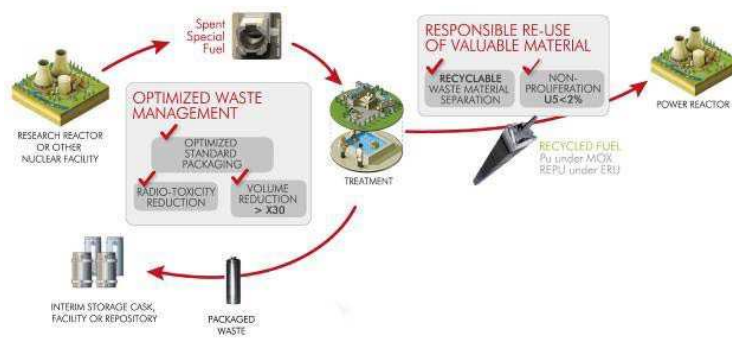 Spent
Special
Fuel
RESEARCH REACTOR
OR OTHER
NUCLEAR FACILITY
OPTIMIZED WASTE
MANAGEMENT
OPTIMIZED
STANDARD
PACKAGING
RADIO-TOXICITY
REDUCTION
VOLUME
REDUCTION
> X30
TREATMENT
RESPONSIBLE RE-USE
OF VALUABLE MATERIAL
RECYCLABLE
WASTE MATERIAL
SEPARATION
NON-
PROLIFERATION
U5<2%
POWER REACTOR
RECYCLED FUEL
Pu under MOX
REPU under ERU
INTERIM STORAGE CASK,
FACILITY OR REPOSITORY
PACKAGED
WASTE